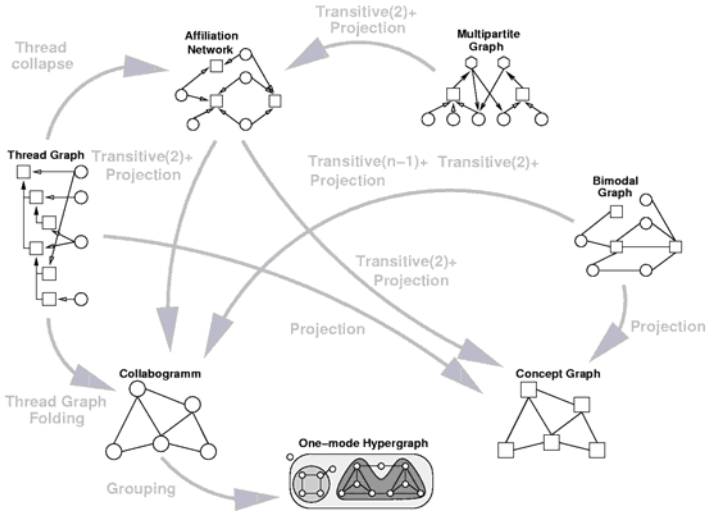 Transitive(2)+
Projection
Affiliation
Network
Multipartite
Graph
Thread
collapse
Thread Graph
Transitive(2)+
Projection
Transitive(n-1)+ Transitive(2)+
Projection
Bimodal
Graph
Transitive(2)+
Projection
Projection
Projection
Collabogramm
Concept Graph
Thread Graph
Folding
One-mode Hypergraph
Grouping